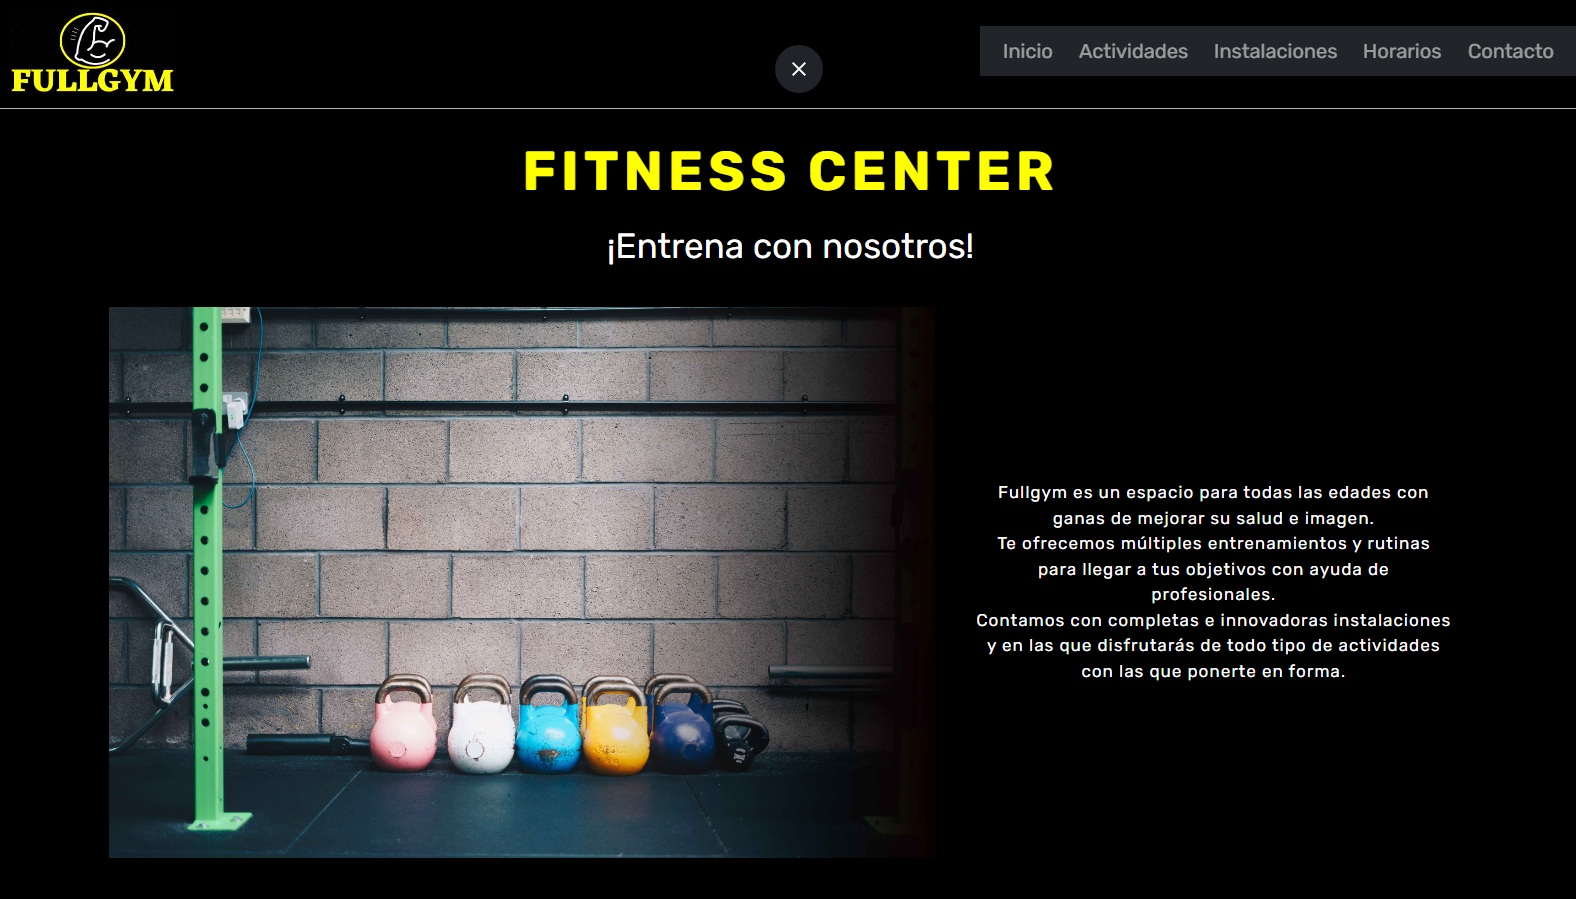 FULLGYM
Inicio Actividades Instalaciones Horarios Contacto
FITNESS CENTER
¡Entrena con nosotros!
Fullgym es un espacio para todas las edades con
ganas de mejorar su salud e imagen.
Te ofrecemos múltiples entrenamientos y rutinas
para llegar a tus objetivos con ayuda de
profesionales.
Contamos con completas e innovadoras instalaciones
y en las que disfrutarás de todo tipo de actividades
con las que ponerte en forma.